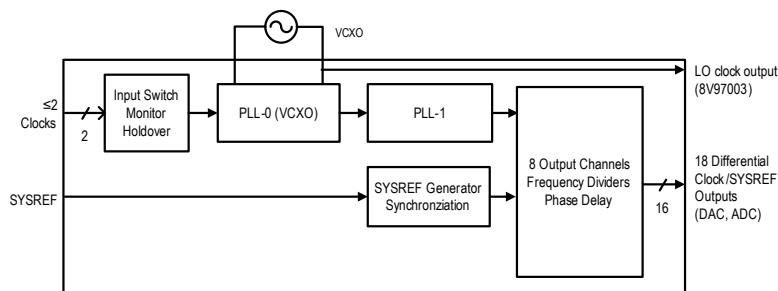 VCXO
LO clock output
(8V97003)
≤2
Clocks
2
Input Switch
Monitor
Holdover
PLL-0 (VCXO)
PLL-1
8 Output Channels
Frequency Dividers
Phase Delay
18 Differential
Clock/SYSREF
Outputs
(DAC, ADC)
16
SYSREF
SYSREF Generator
Synchronziation